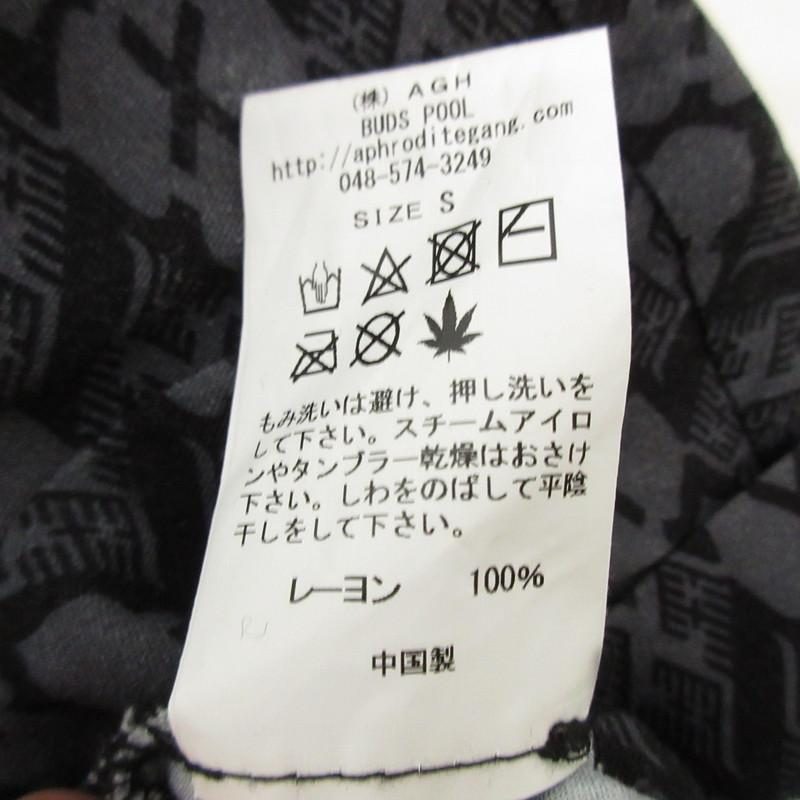 （株） AGH
BUDS POOL
http://aphroditegang.com
048-574-3249
SIZE S
もみ洗いは避け、押し洗いを
して下さい。スチームアイロ
ンやタンブラー乾燥はおさけ
下さい。しわをのばして平陰
干しをして下さい。
レーヨン 100%
中国製